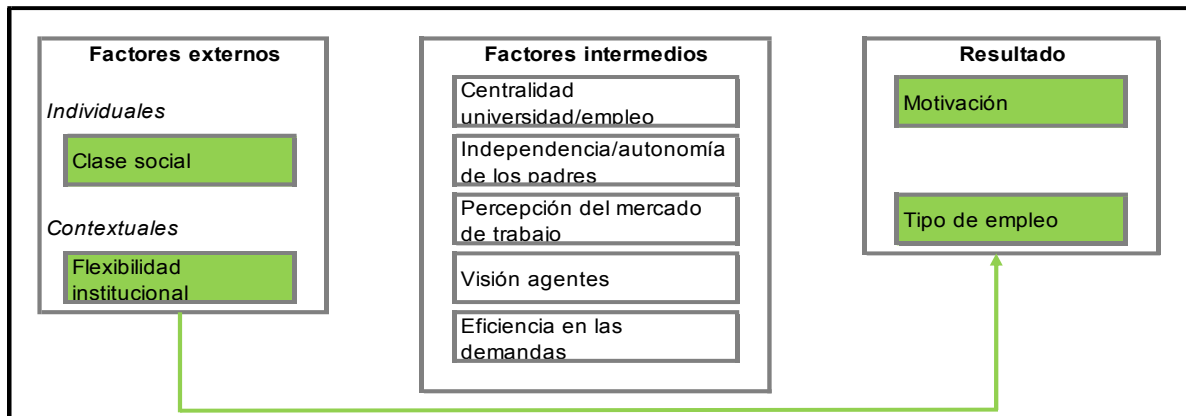 Factores externos
Individuales
Clase social
Contextuales
Flexibilidad
institucional
Factores intermedios
Centralidad
universidad/empleo
Independencia/autonomía
de los padres
Percepción del mercado
de trabajo
Visión agentes
Eficiencia en las
demandas
Resultado
Motivación
Tipo de empleo